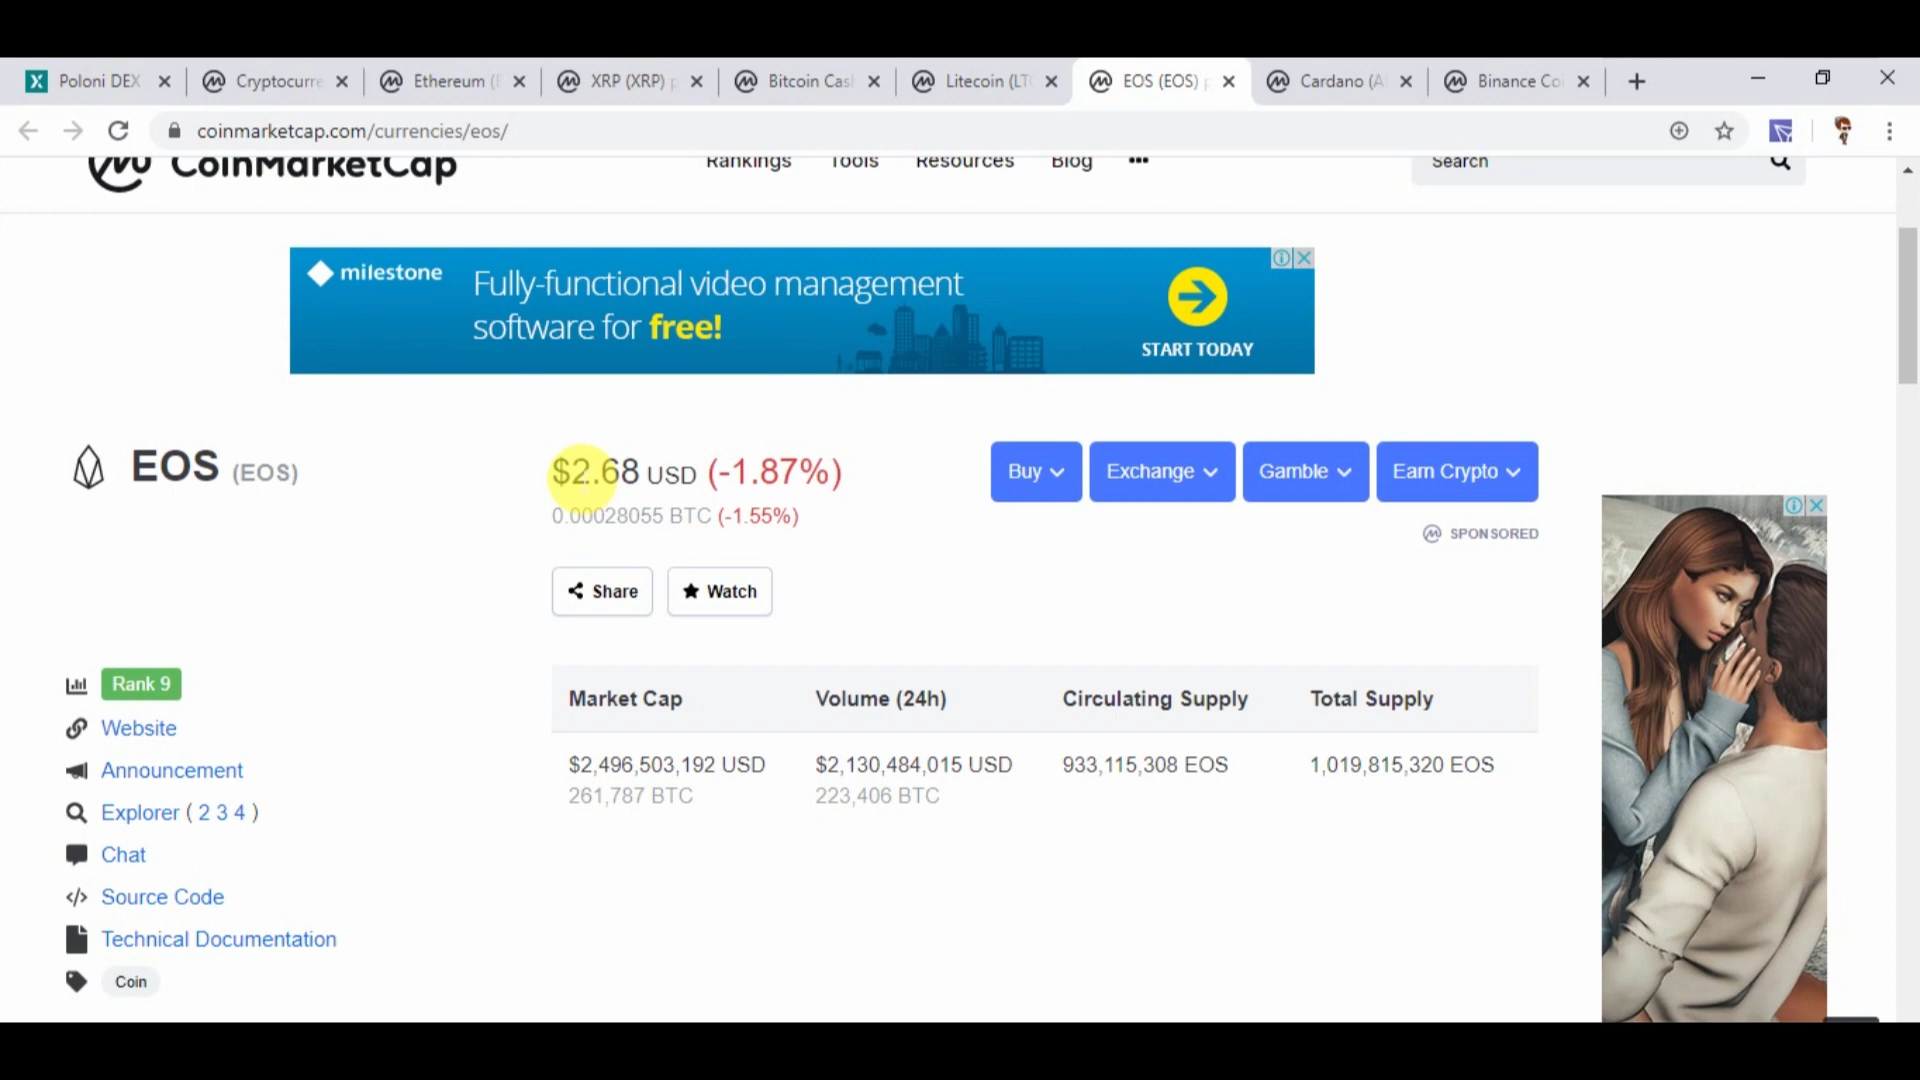 Poloni DEX
Cryptocurre
Ethereum (E
XRP (XRP) p
Bitcoin Cas
Litecoin (LT
EOS (EOS) p
Cardano (A
Binance Co
coinmarketcap.com/currencies/eos/
CoinMarketCap
Rankings
Tools
Resources
Blog
Search
milestone
Fully-functional video management
software for free!
START TODAY
EOS (EOS)
$2.68 USD (-1.87%)
0.00028055 BTC (-1.55%)
Buy
Exchange
Gamble
Earn Crypto
SPONSORED
Share
Watch
Rank 9
Website
Announcement
Explorer ( 2 3 4 )
Chat
Source Code
Technical Documentation
Coin
Market Cap
Volume (24h)
Circulating Supply
Total Supply
$2,496,503,192 USD
$2,130,484,015 USD
933,115,308 EOS
1,019,815,320 EOS
261,787 BTC
223,406 BTC